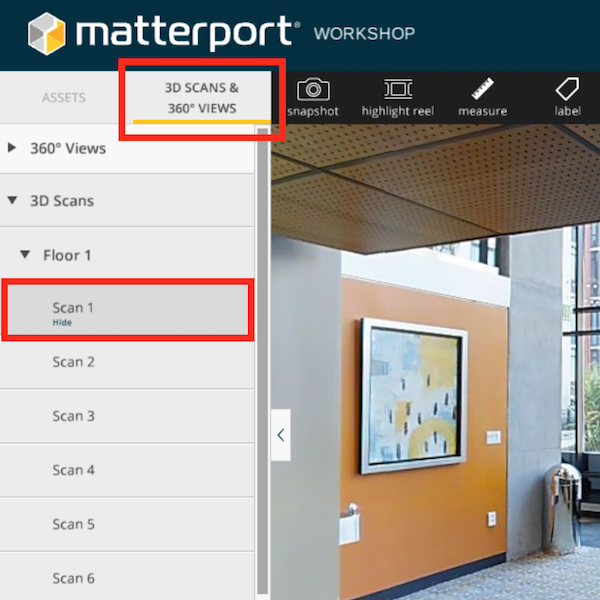 matterport® WORKSHOP
ASSETS
3D SCANS &
360° VIEWS
snapshot
highlight reel
measure
label
360° Views
3D Scans
Floor 1
Scan 1
Hide
Scan 2
Scan 3
Scan 4
Scan 5
Scan 6